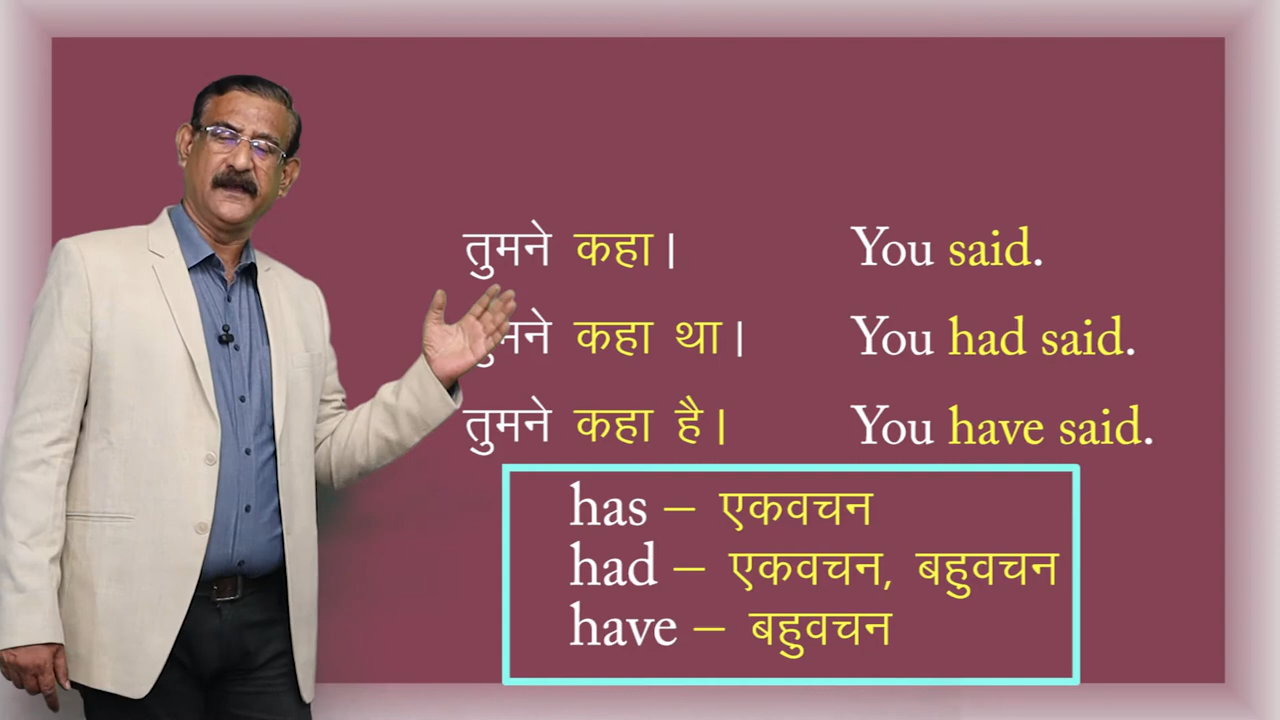 तुमने कहा। You said.
कहा था। You had said.
तुमने कहा है। You have said.
has – एकवचन
had – एकवचन, बहुवचन
have – बहुवचन